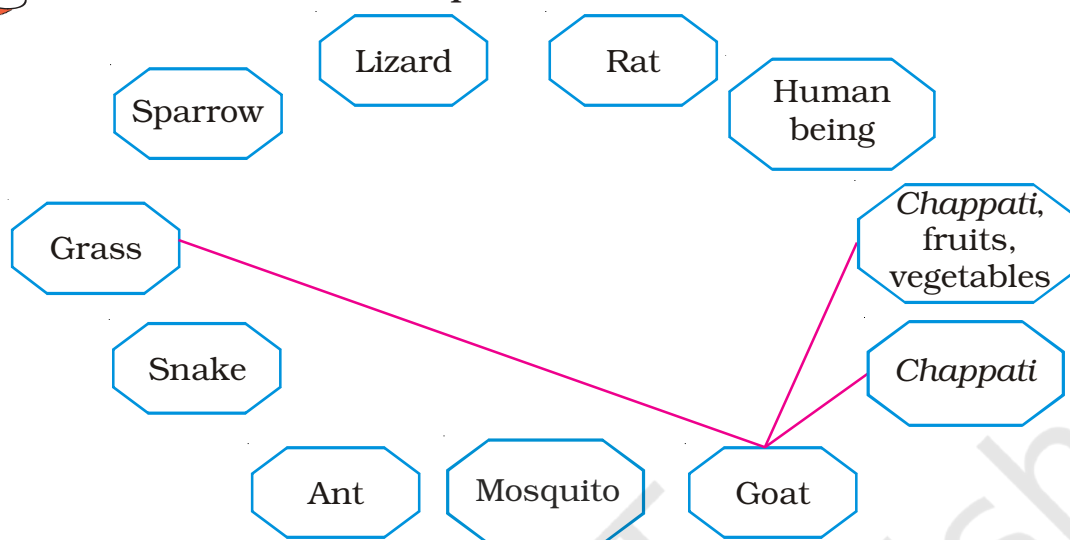 Lizard
Rat
Human
being
Sparrow
Chappati,
fruits,
vegetables
Grass
Snake
Chappati
Ant
Mosquito
Goat